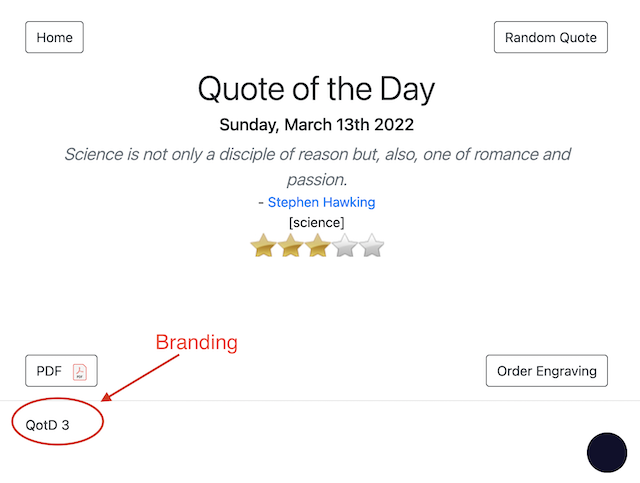 Home
Random Quote
Quote of the Day
Sunday, March 13th 2022
Science is not only a disciple of reason but, also, one of romance and
passion.
- Stephen Hawking
[science]
Branding
PDF
PDF
Order Engraving
QotD 3